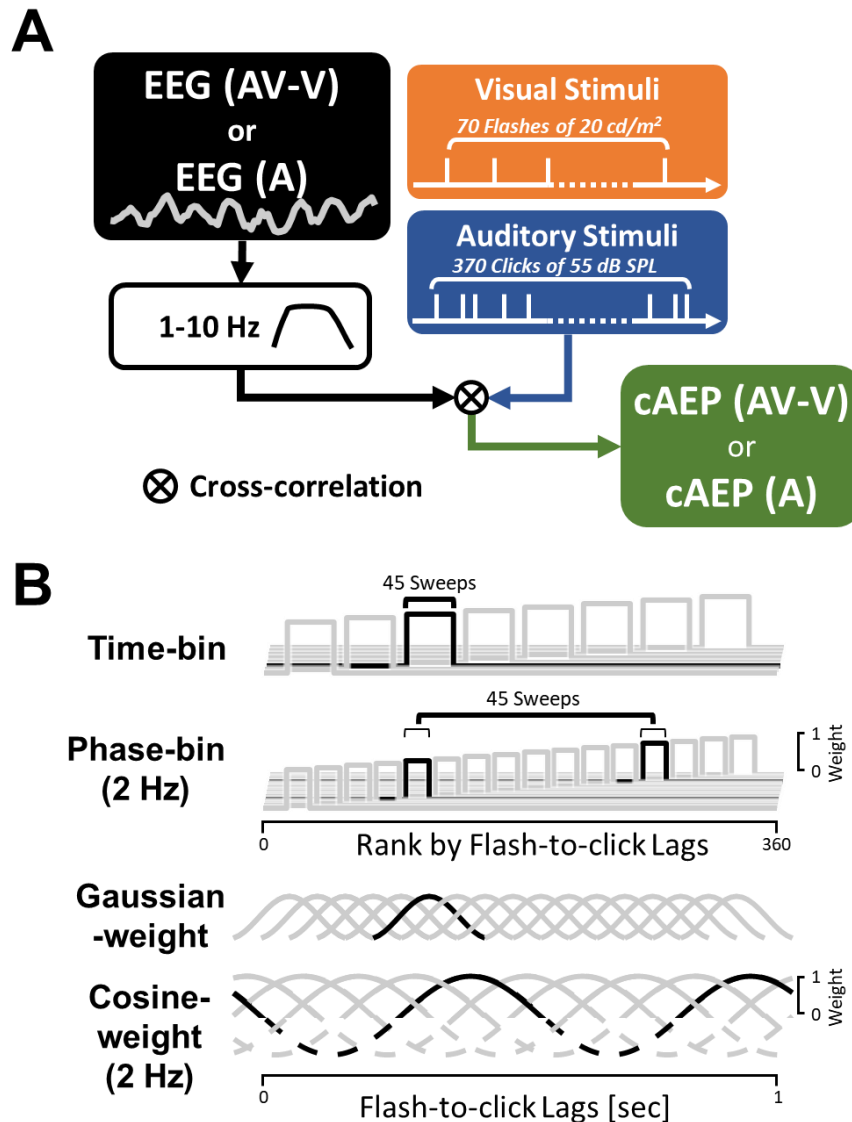 A
EEG (AV-V)
or
EEG (A)
Visual Stimuli
70 Flashes of 20 cd/m²
Auditory Stimuli
370 Clicks of 55 dB SPL
1-10 Hz
cAEP (AV-V)
or
cAEP (A)
⊗ Cross-correlation
B
45 Sweeps
Time-bin
45 Sweeps
Phase-bin
(2 Hz)
1
0
Weight
0
Rank by Flash-to-click Lags
360
Gaussian
-weight
Cosine-
weight
(2 Hz)
1
0
Weight
0
Flash-to-click Lags [sec]
1